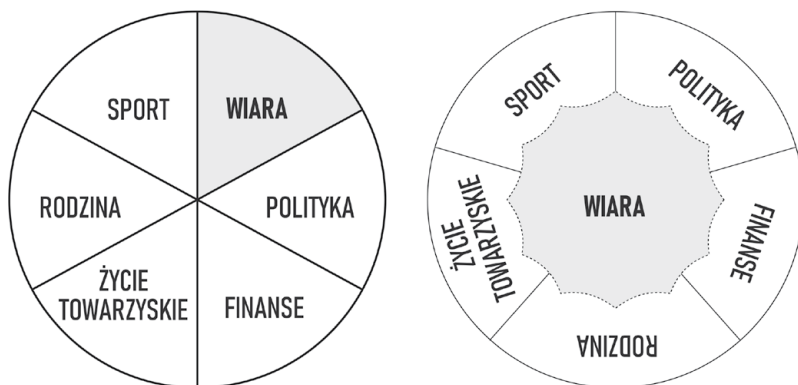 SPORT
WIARA
RODZINA
POLITYKA
ŻYCIE
TOWARZYSKIE
FINANSE
SPORT
POLITYKA
WIARA
ŻYCIE
TOWARZYSKIE
FINANSE
RODZINA